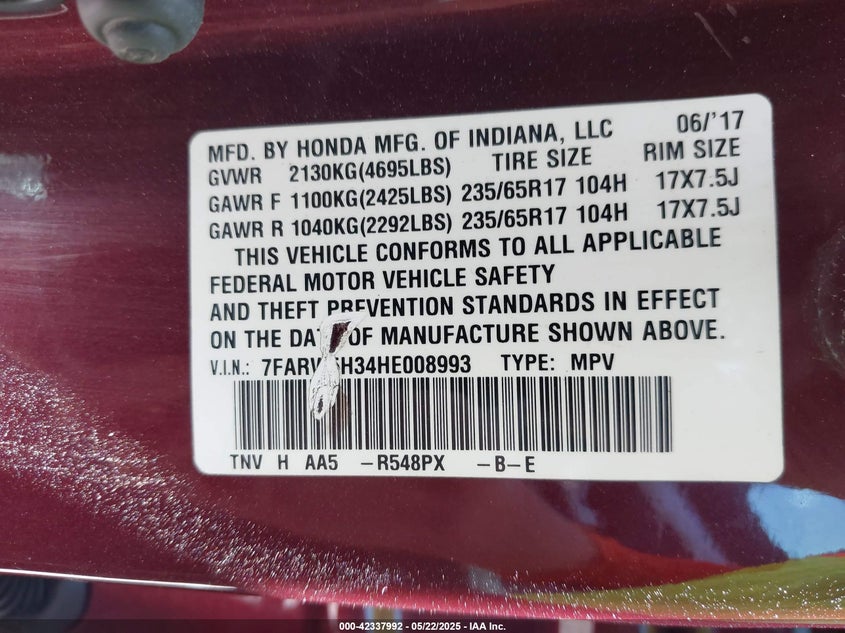 MFD. BY HONDA MFG. OF INDIANA, LLC 06/'17
GVWR 2130KG(4695LBS) TIRE SIZE RIM SIZE
GAWR F 1100KG(2425LBS) 235/65R17 104H 17X7.5J
GAWR R 1040KG(2292LBS) 235/65R17 104H 17X7.5J
THIS VEHICLE CONFORMS TO ALL APPLICABLE
FEDERAL MOTOR VEHICLE SAFETY
AND THEFT PREVENTION STANDARDS IN EFFECT
ON THE DATE OF MANUFACTURE SHOWN ABOVE.
V.I.N.: TYPE: MPV
TNV H AA5 -R548PX -B-E
000-42337992 — 05/22/2025 — IAA Inc.